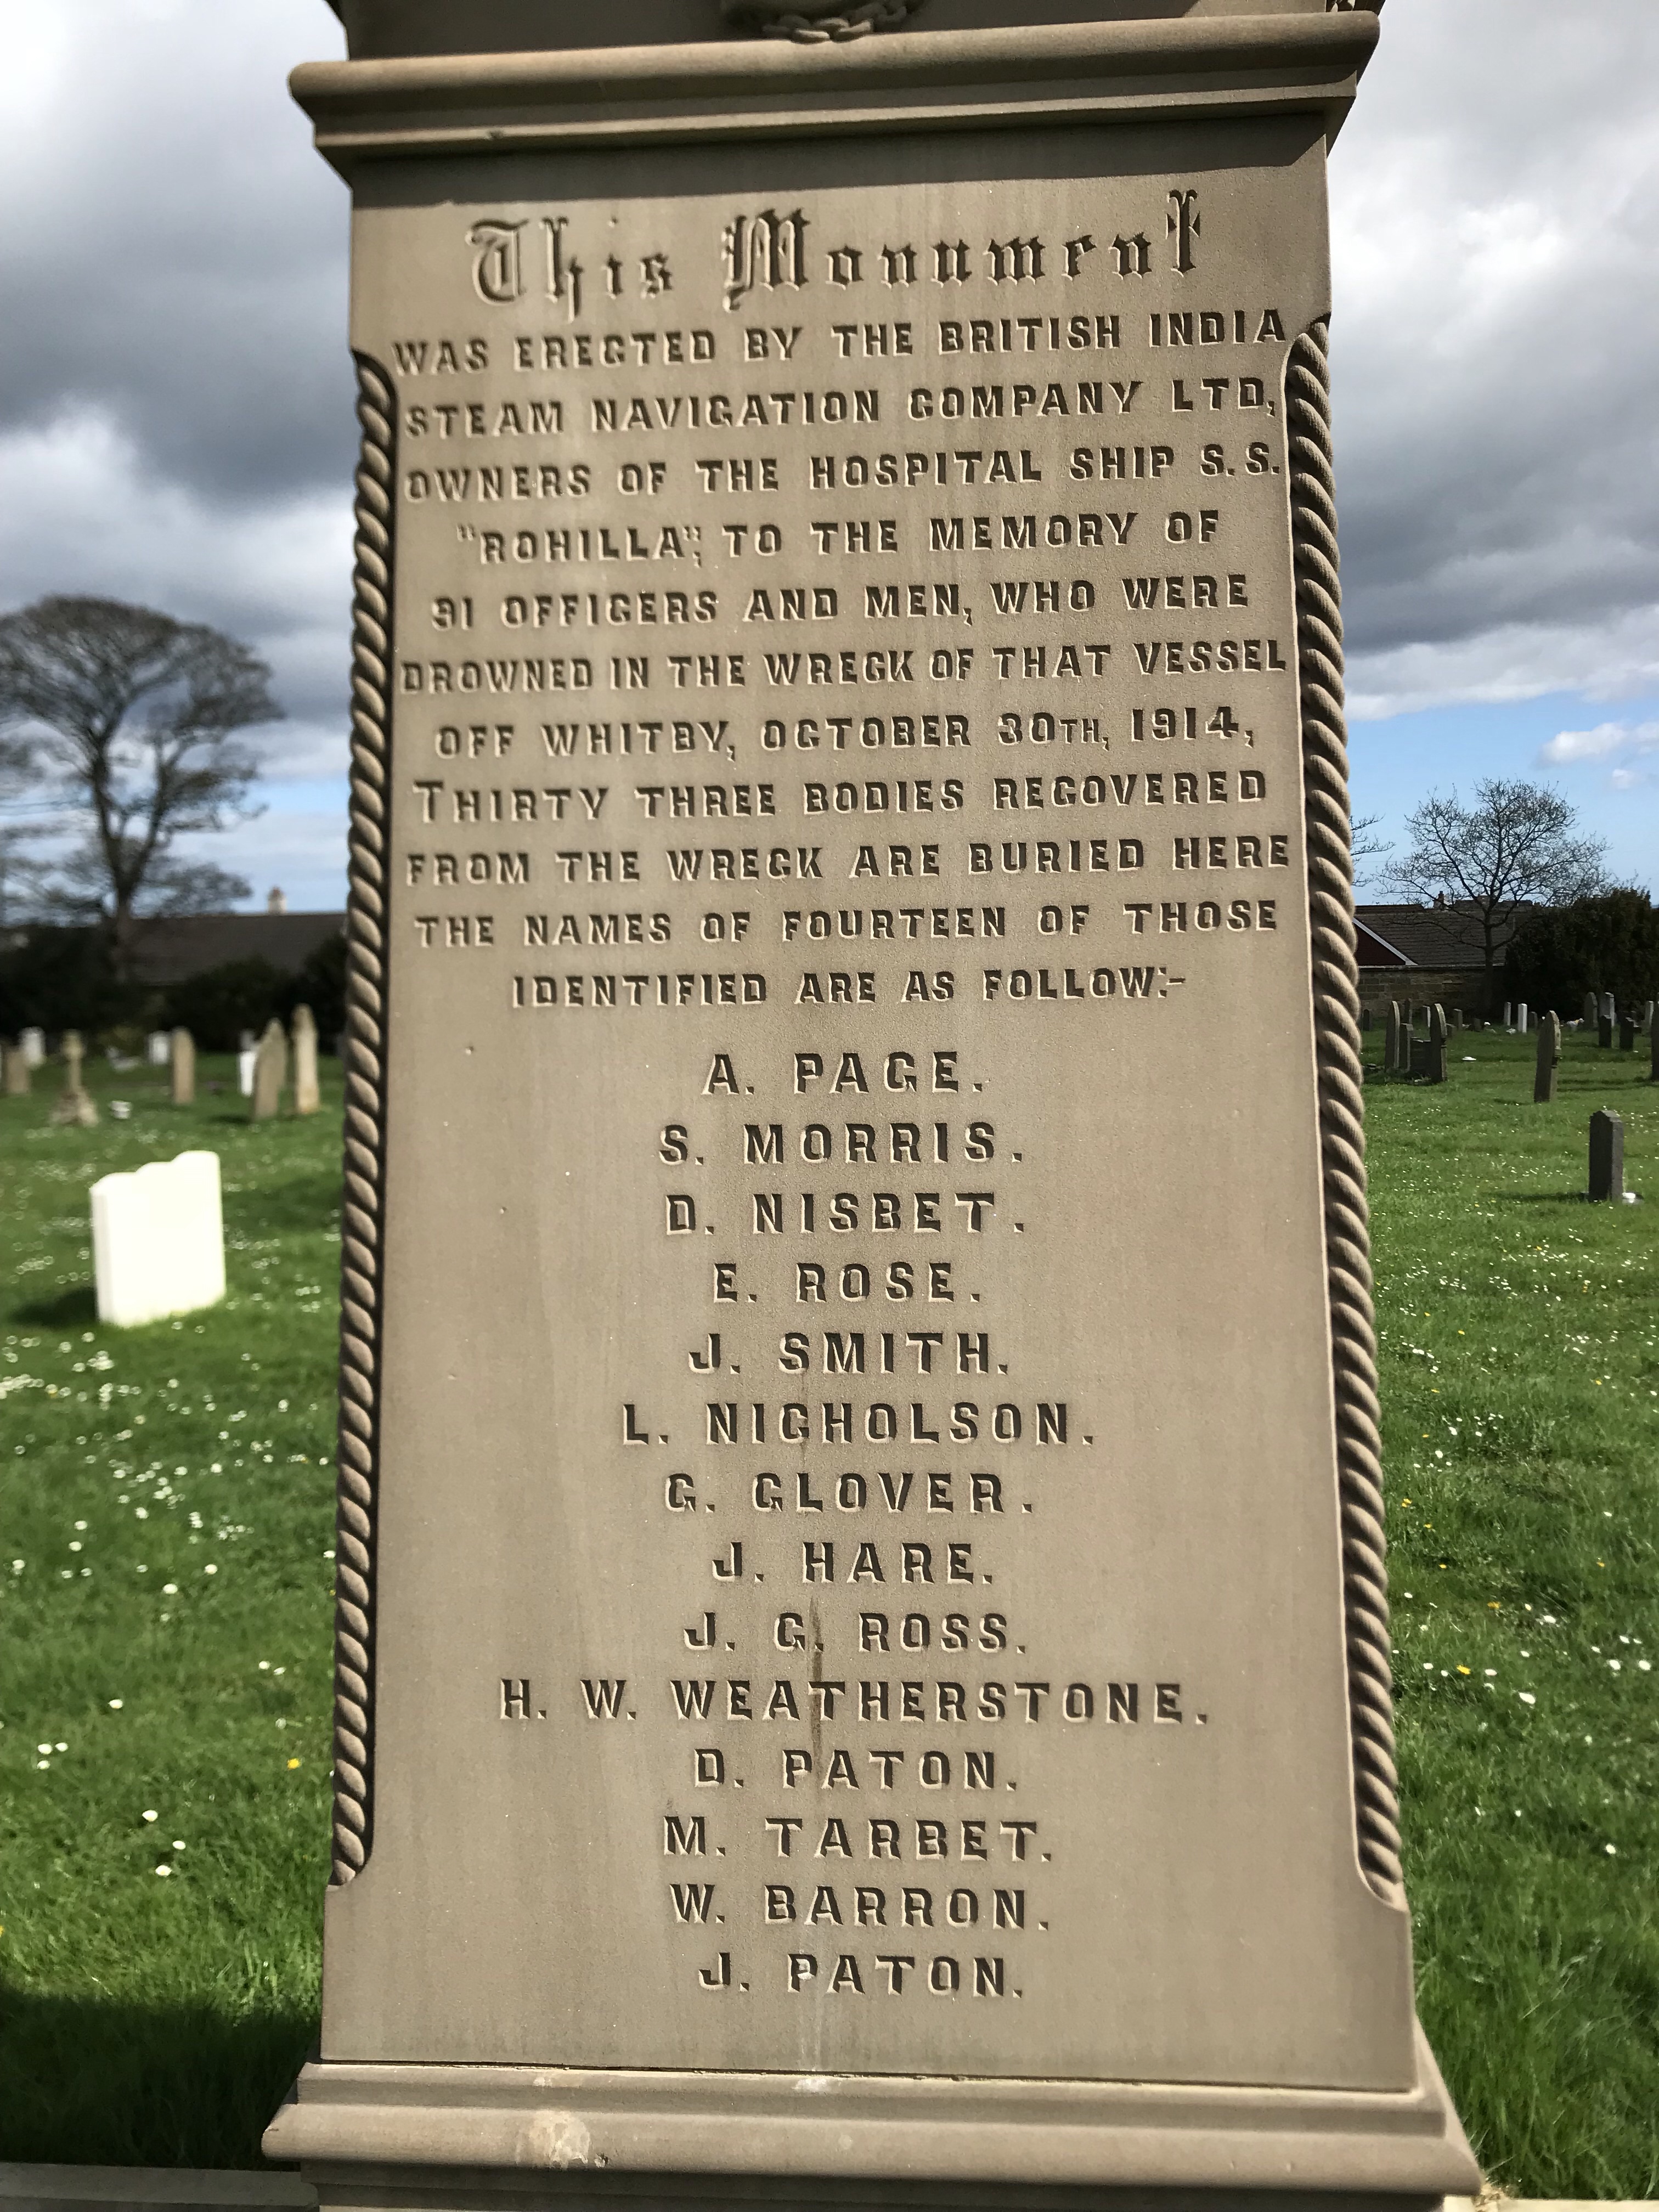 This Monument
WAS ERECTED BY THE BRITISH INDIA
STEAM NAVIGATION COMPANY LTD,
OWNERS OF THE HOSPITAL SHIP S.S.
"ROHILLA", TO THE MEMORY OF
91 OFFICERS AND MEN, WHO WERE
DROWNED IN THE WRECK OF THAT VESSEL
OFF WHITBY, OCTOBER 30TH, 1914,
THIRTY THREE BODIES RECOVERED
FROM THE WRECK ARE BURIED HERE
THE NAMES OF FOURTEEN OF THOSE
IDENTIFIED ARE AS FOLLOW:-
A. PAGE.
S. MORRIS.
D. NISBET.
E. ROSE.
J. SMITH.
L. NICHOLSON.
G. GLOVER.
J. HARE.
J. G. ROSS.
H. W. WEATHERSTONE.
D. PATON.
M. TARBET.
W. BARRON.
J. PATON.